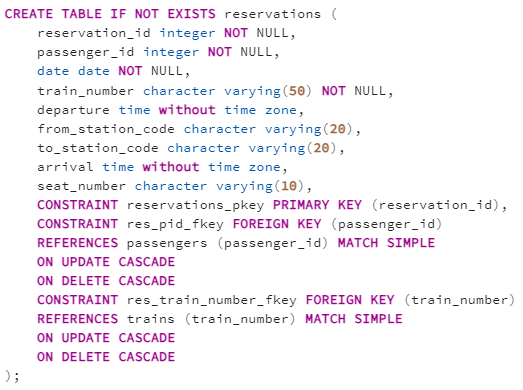 CREATE TABLE IF NOT EXISTS reservations (
    reservation_id integer NOT NULL,
    passenger_id integer NOT NULL,
    date date NOT NULL,
    train_number character varying(50) NOT NULL,
    departure time without time zone,
    from_station_code character varying(20),
    to_station_code character varying(20),
    arrival time without time zone,
    seat_number character varying(10),
    CONSTRAINT reservations_pkey PRIMARY KEY (reservation_id),
    CONSTRAINT res_pid_fkey FOREIGN KEY (passenger_id)
    REFERENCES passengers (passenger_id) MATCH SIMPLE
    ON UPDATE CASCADE
    ON DELETE CASCADE
    CONSTRAINT res_train_number_fkey FOREIGN KEY (train_number)
    REFERENCES trains (train_number) MATCH SIMPLE
    ON UPDATE CASCADE
    ON DELETE CASCADE
);